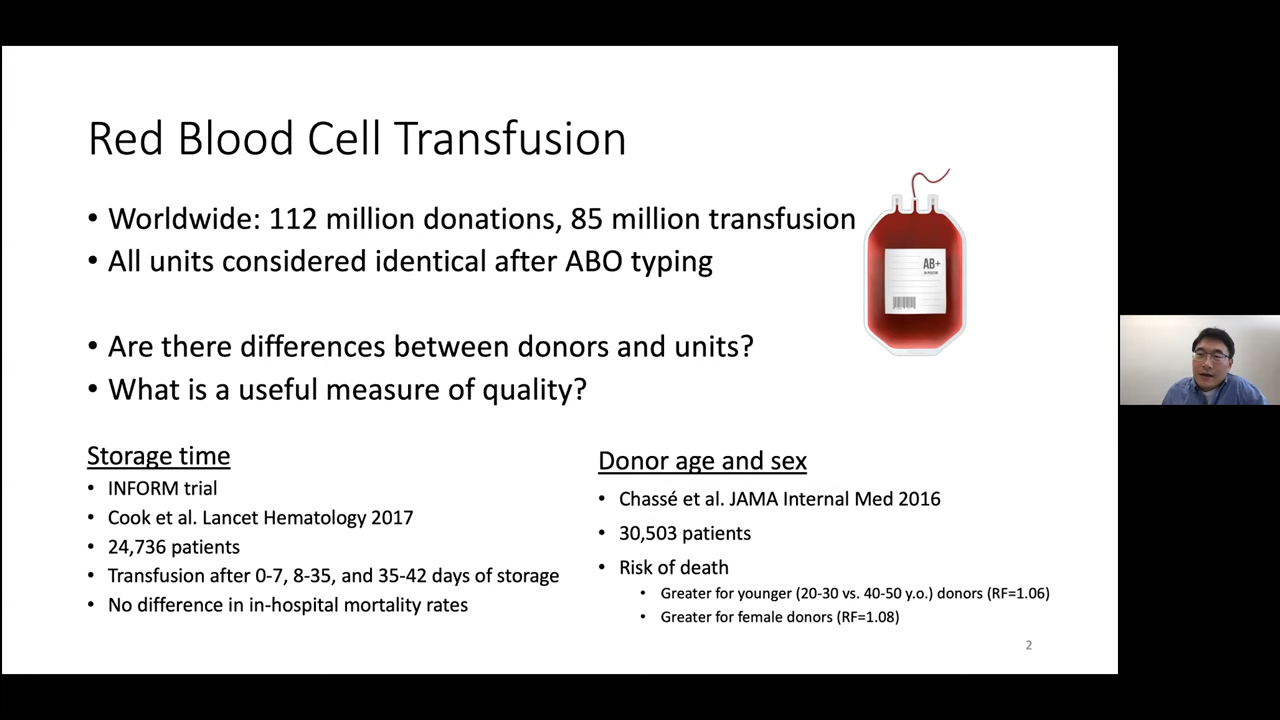 Red Blood Cell Transfusion
• Worldwide: 112 million donations, 85 million transfusion
• All units considered identical after ABO typing
AB+
• Are there differences between donors and units?
• What is a useful measure of quality?
Storage time
• INFORM trial
• Cook et al. Lancet Hematology 2017
• 24,736 patients
• Transfusion after 0-7, 8-35, and 35-42 days of storage
• No difference in in-hospital mortality rates
Donor age and sex
• Chassé et al. JAMA Internal Med 2016
• 30,503 patients
• Risk of death
• Greater for younger (20-30 vs. 40-50 y.o.) donors (RF=1.06)
• Greater for female donors (RF=1.08)
2